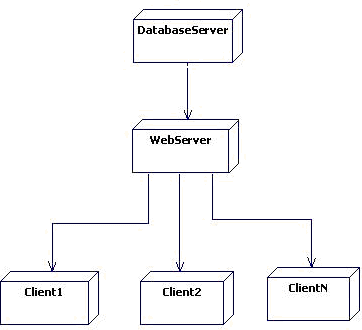 DatabaseServer
WebServer
Client1
Client2
ClientN